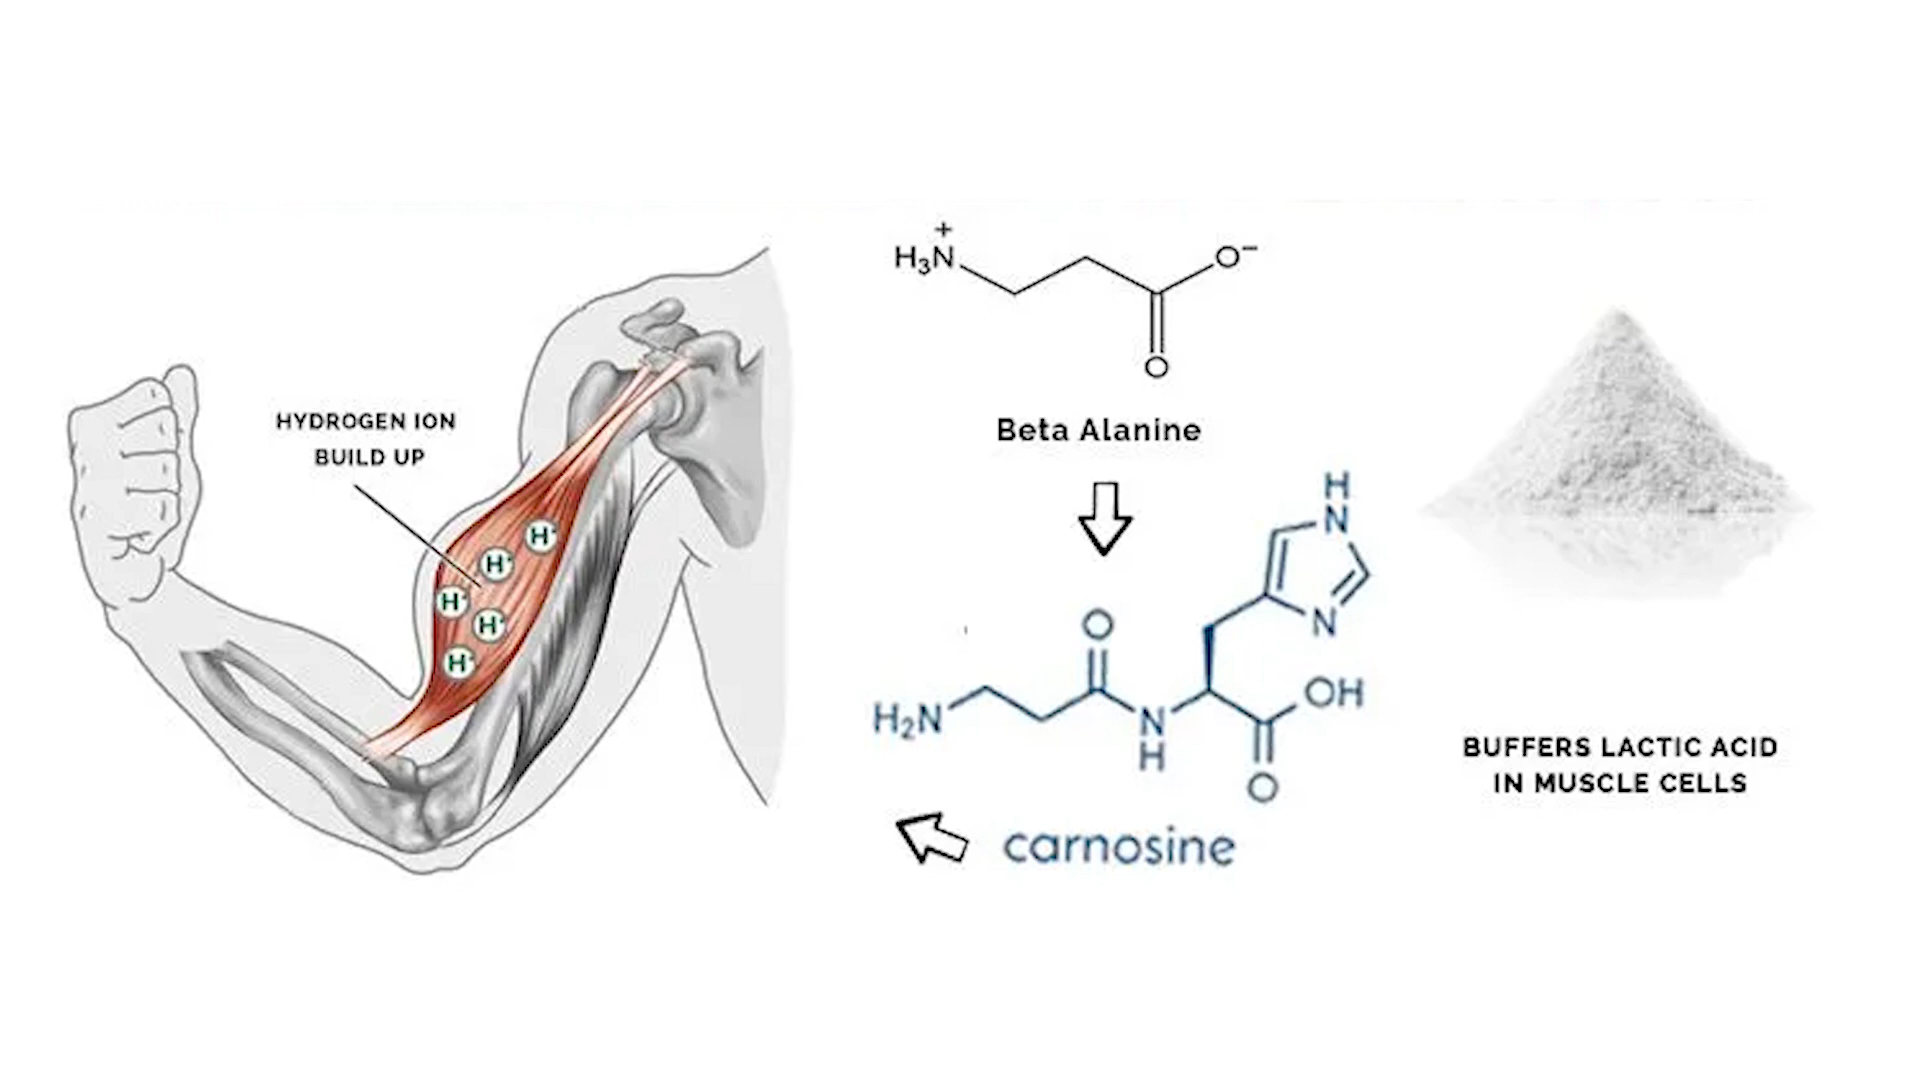 HYDROGEN ION
BUILD UP
H⁺
H⁺
H⁺
H⁺
H⁺
+
H₃N
O⁻
O
Beta Alanine
H
N
N
O
H₂N
N
H
OH
O
carnosine
BUFFERS LACTIC ACID
IN MUSCLE CELLS